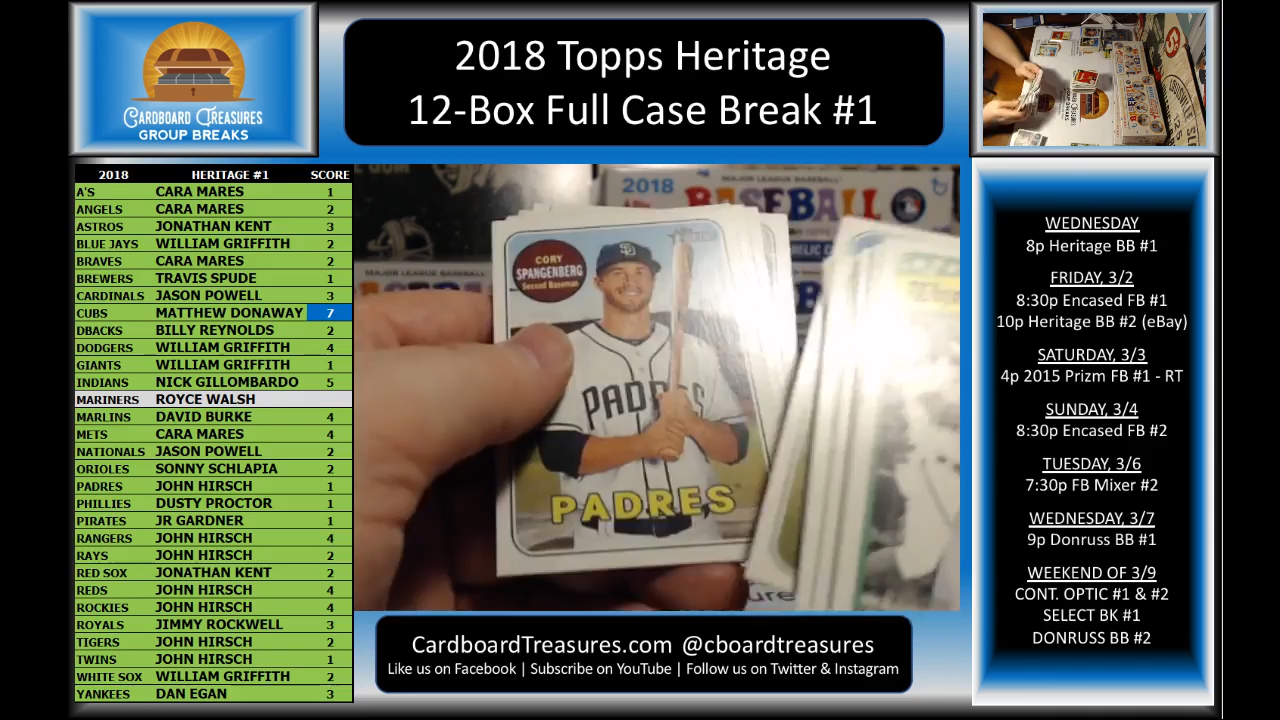 CARDBOARD TREASURES
GROUP BREAKS
2018 Topps Heritage
12-Box Full Case Break #1
2018 HERITAGE #1 SCORE
A'S CARA MARES 1
ANGELS CARA MARES 2
ASTROS JONATHAN KENT 3
BLUE JAYS WILLIAM GRIFFITH 2
BRAVES CARA MARES 2
BREWERS TRAVIS SPUDE 1
CARDINALS JASON POWELL 3
CUBS MATTHEW DONAWAY 7
DBACKS BILLY REYNOLDS 2
DODGERS WILLIAM GRIFFITH 4
GIANTS WILLIAM GRIFFITH 1
INDIANS NICK GILLOMBARDO 5
MARINERS ROYCE WALSH
MARLINS DAVID BURKE 4
METS CARA MARES 4
NATIONALS JASON POWELL 2
ORIOLES SONNY SCHLAPIA 2
PADRES JOHN HIRSCH 1
PHILLIES DUSTY PROCTOR 1
PIRATES JR GARDNER 1
RANGERS JOHN HIRSCH 4
RAYS JOHN HIRSCH 2
RED SOX JONATHAN KENT 2
REDS JOHN HIRSCH 4
ROCKIES JOHN HIRSCH 4
ROYALS JIMMY ROCKWELL 3
TIGERS JOHN HIRSCH 2
TWINS JOHN HIRSCH 1
WHITE SOX WILLIAM GRIFFITH 2
YANKEES DAN EGAN 3
MAJOR LEAGUE BASEBALL
2018
BASEBALL
CORY
SPANGENBERG
Second Baseman
PADRES
PADRES
CardboardTreasures.com @cboardtreasures
Like us on Facebook | Subscribe on YouTube | Follow us on Twitter & Instagram
WEDNESDAY
8p Heritage BB #1
FRIDAY, 3/2
8:30p Encased FB #1
10p Heritage BB #2 (eBay)
SATURDAY, 3/3
4p 2015 Prizm FB #1 - RT
SUNDAY, 3/4
8:30p Encased FB #2
TUESDAY, 3/6
7:30p FB Mixer #2
WEDNESDAY, 3/7
9p Donruss BB #1
WEEKEND OF 3/9
CONT. OPTIC #1 & #2
SELECT BK #1
DONRUSS BB #2